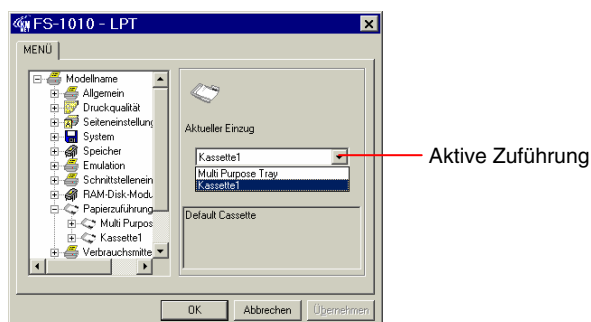 FS-1010 - LPT
MENÜ
Modellname
Allgemein
Druckqualität
Seiteneinstellung
System
Speicher
Emulation
Schnittstellenein
RAM-Disk-Modu
Papierzuführung
Multi Purpos
Kassette1
Verbrauchsmitte
Aktueller Einzug
Kassette1
Multi Purpose Tray
Kassette1
Default Cassette
Aktive Zuführung
OK Abbrechen Übernehmen